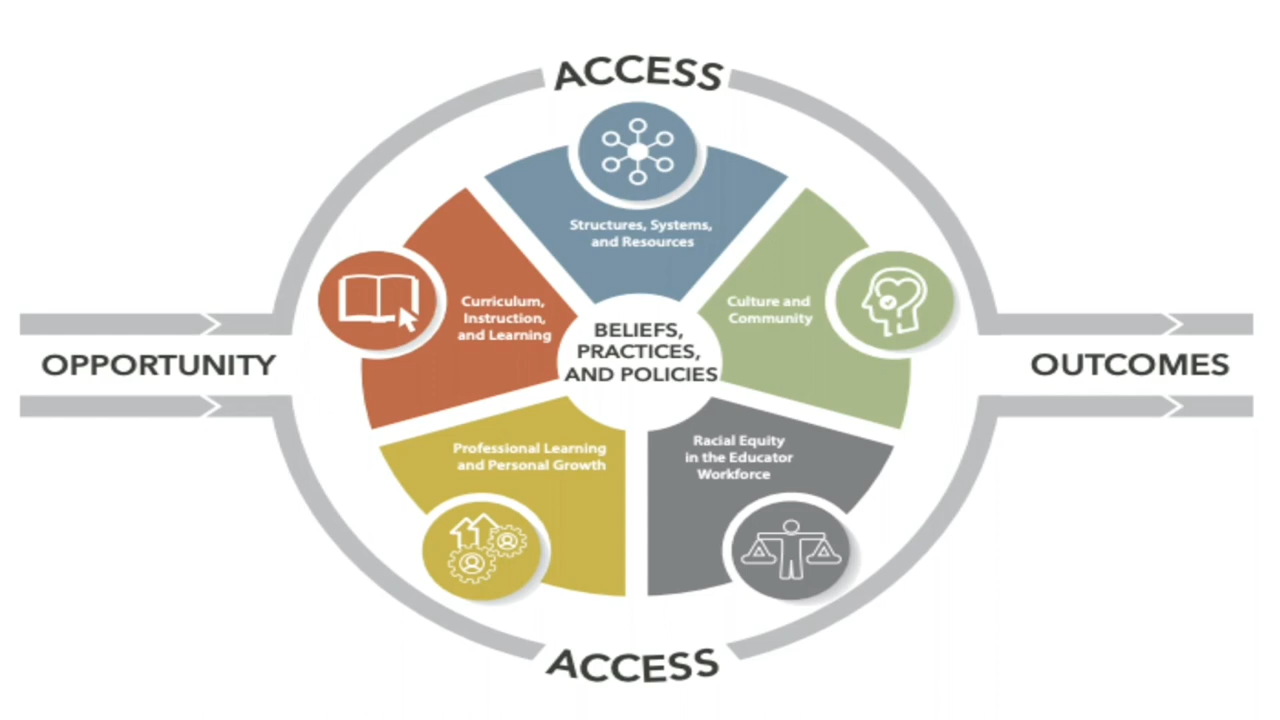 ACCESS
Structures, Systems,
and Resources
Curriculum,
Instruction,
and Learning
Culture and
Community
BELIEFS,
PRACTICES,
AND POLICIES
OPPORTUNITY
OUTCOMES
Professional Learning
and Personal Growth
Racial Equity
in the Educator
Workforce
ACCESS